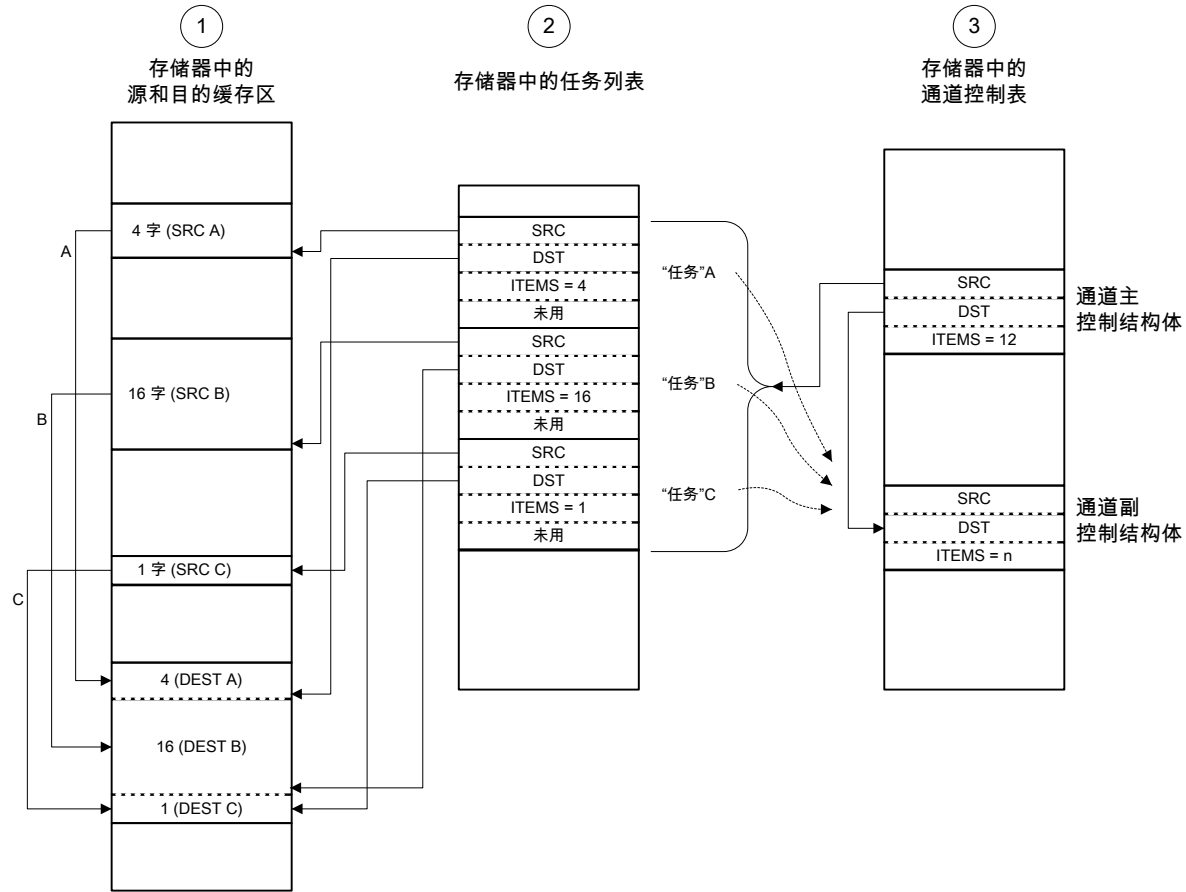 1
存储器中的
源和目的缓存区
2
存储器中的任务列表
3
存储器中的
通道控制表
4 字 (SRC A)
16 字 (SRC B)
1 字 (SRC C)
4 (DEST A)
16 (DEST B)
1 (DEST C)
A
B
C
SRC
DST
ITEMS = 4
未用
SRC
DST
ITEMS = 16
未用
SRC
DST
ITEMS = 1
未用
“任务”A
“任务”B
“任务”C
SRC
DST
ITEMS = 12
通道主
控制结构体
SRC
DST
ITEMS = n
通道副
控制结构体